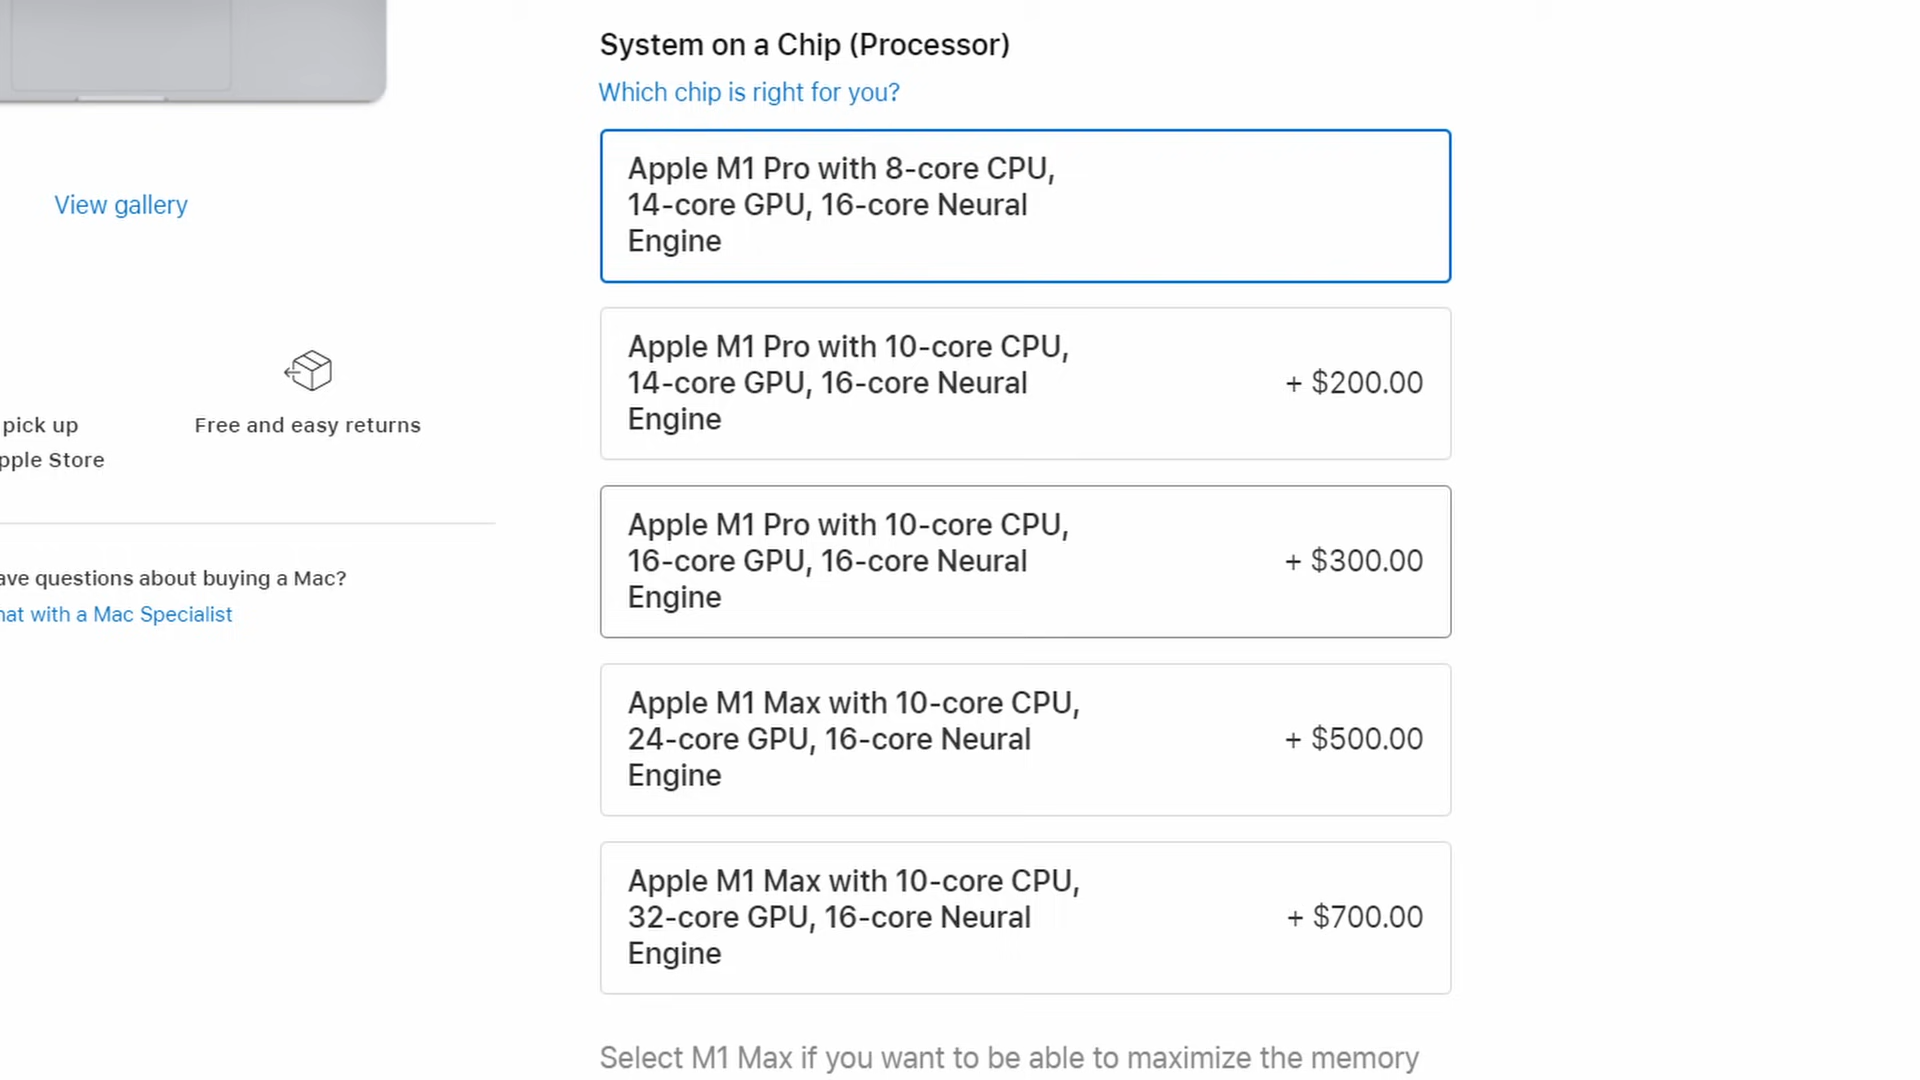 System on a Chip (Processor)
Which chip is right for you?
Apple M1 Pro with 8-core CPU,
14-core GPU, 16-core Neural
Engine
View gallery
Apple M1 Pro with 10-core CPU,
14-core GPU, 16-core Neural
Engine
+ $200.00
pick up
pple Store
Free and easy returns
Apple M1 Pro with 10-core CPU,
16-core GPU, 16-core Neural
Engine
+ $300.00
ave questions about buying a Mac?
hat with a Mac Specialist
Apple M1 Max with 10-core CPU,
24-core GPU, 16-core Neural
Engine
+ $500.00
Apple M1 Max with 10-core CPU,
32-core GPU, 16-core Neural
Engine
+ $700.00
Select M1 Max if you want to be able to maximize the memory